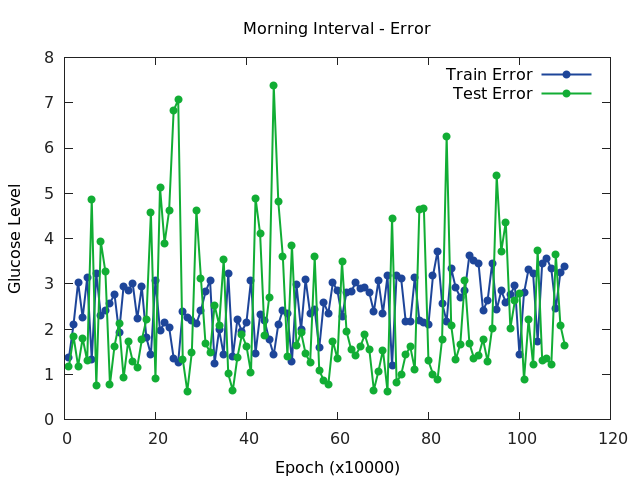 Morning Interval - Error
Train Error
Test Error
8
7
6
5
4
3
2
1
0
0 20 40 60 80 100 120
Glucose Level
Epoch (x10000)